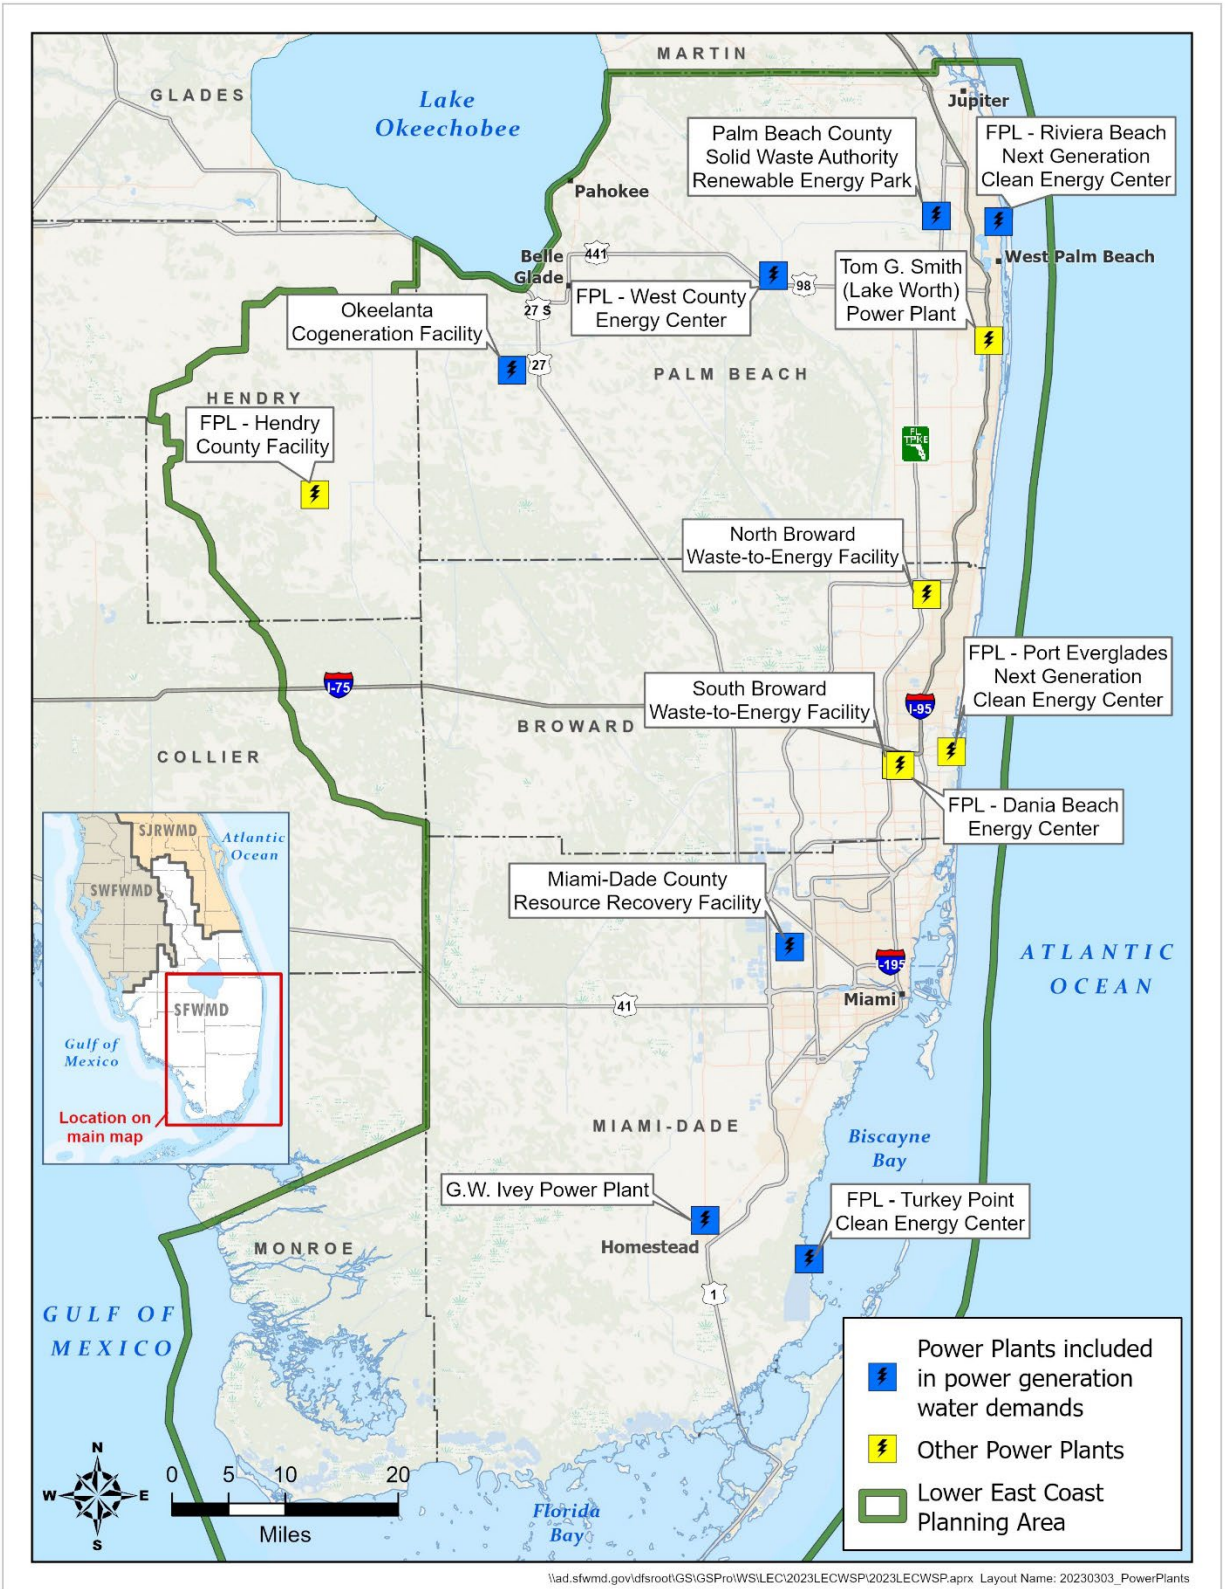 MARTIN
GLADES
Lake
Okeechobee
Jupiter
Palm Beach County
Solid Waste Authority
Renewable Energy Park
FPL - Riviera Beach
Next Generation
Clean Energy Center
Pahokee
Belle
Glade
441
98
West Palm Beach
Tom G. Smith
(Lake Worth)
Power Plant
FPL - West County
Energy Center
Okeelanta
Cogeneration Facility
27 S
27
PALM BEACH
HENDRY
FPL - Hendry
County Facility
FL
TPKE
North Broward
Waste-to-Energy Facility
FPL - Port Everglades
Next Generation
Clean Energy Center
I-75
South Broward
Waste-to-Energy Facility
I-95
BROWARD
COLLIER
FPL - Dania Beach
Energy Center
SJRWMD
Atlantic
Ocean
SWFWMD
SFWMD
Gulf of
Mexico
Location on
main map
Miami-Dade County
Resource Recovery Facility
I-195
ATLANTIC
OCEAN
41
Miami
MIAMI-DADE
Biscayne
Bay
G.W. Ivey Power Plant
FPL - Turkey Point
Clean Energy Center
Homestead
MONROE
1
GULF OF
MEXICO
Power Plants included
in power generation
water demands
Other Power Plants
Lower East Coast
Planning Area
N
W E
S
0 5 10 20
Miles
Florida
Bay
\\ad.sfwmd.gov\dfsroot\GS\GSPro\WS\LEC\2023LECWSP\2023LECWSP.aprx Layout Name: 20230303_PowerPlants